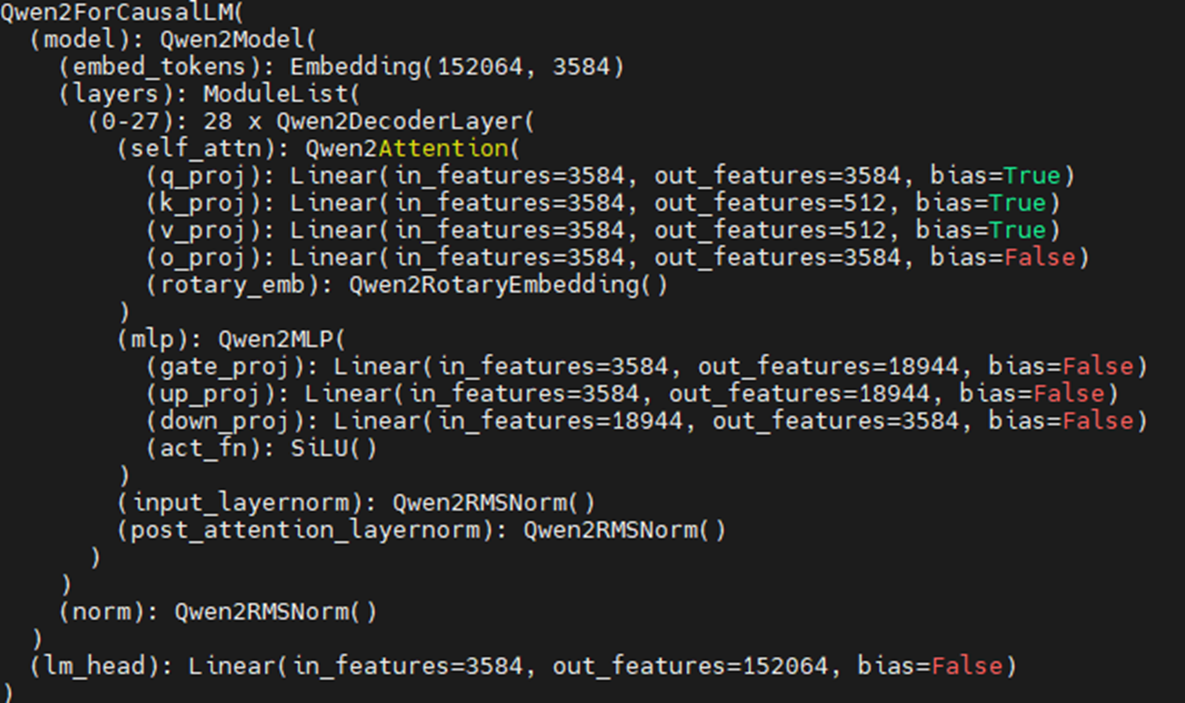 Qwen2ForCausalLM(
  (model): Qwen2Model(
    (embed_tokens): Embedding(152064, 3584)
    (layers): ModuleList(
      (0-27): 28 x Qwen2DecoderLayer(
        (self_attn): Qwen2Attention(
          (q_proj): Linear(in_features=3584, out_features=3584, bias=True)
          (k_proj): Linear(in_features=3584, out_features=512, bias=True)
          (v_proj): Linear(in_features=3584, out_features=512, bias=True)
          (o_proj): Linear(in_features=3584, out_features=3584, bias=False)
          (rotary_emb): Qwen2RotaryEmbedding()
        )
        (mlp): Qwen2MLP(
          (gate_proj): Linear(in_features=3584, out_features=18944, bias=False)
          (up_proj): Linear(in_features=3584, out_features=18944, bias=False)
          (down_proj): Linear(in_features=18944, out_features=3584, bias=False)
          (act_fn): SiLU()
        )
        (input_layernorm): Qwen2RMSNorm()
        (post_attention_layernorm): Qwen2RMSNorm()
      )
    )
    (norm): Qwen2RMSNorm()
  )
  (lm_head): Linear(in_features=3584, out_features=152064, bias=False)
)